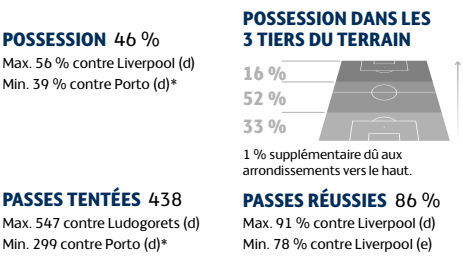 POSSESSION 46 %
Max. 56 % contre Liverpool (d)
Min. 39 % contre Porto (d)*
POSSESSION DANS LES
3 TIERS DU TERRAIN
16 %
52 %
33 %
1 % supplémentaire dû aux
arrondissements vers le haut.
PASSES TENTÉES 438
Max. 547 contre Ludogorets (d)
Min. 299 contre Porto (d)*
PASSES RÉUSSIES 86 %
Max. 91 % contre Liverpool (d)
Min. 78 % contre Liverpool (e)